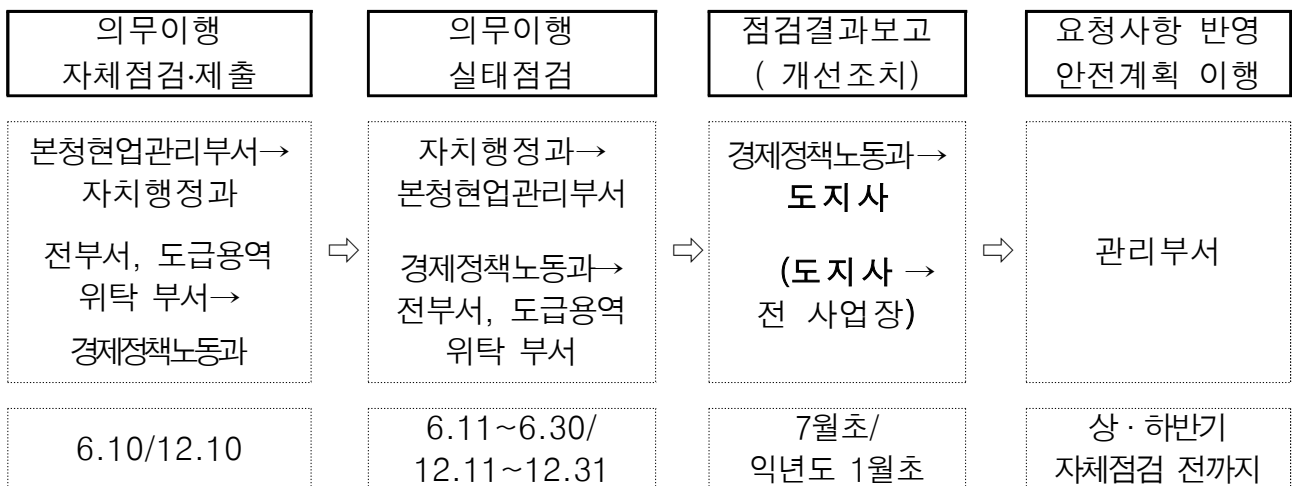 의무이행
자체점검·제출
의무이행
실태점검
점검결과보고
( 개선조치)
요청사항 반영
안전계획 이행
본청현업관리부서→
자치행정과
전부서, 도급용역
위탁 부서→
경제정책노동과
⇨
자치행정과→
본청현업관리부서
경제정책노동과→
전부서, 도급용역
위탁 부서
⇨
경제정책노동과→
도지사
(도지사 →
전 사업장)
⇨
관리부서
6.10/12.10
6.11~6.30/
12.11~12.31
7월초/
익년도 1월초
상·하반기
자체점검 전까지